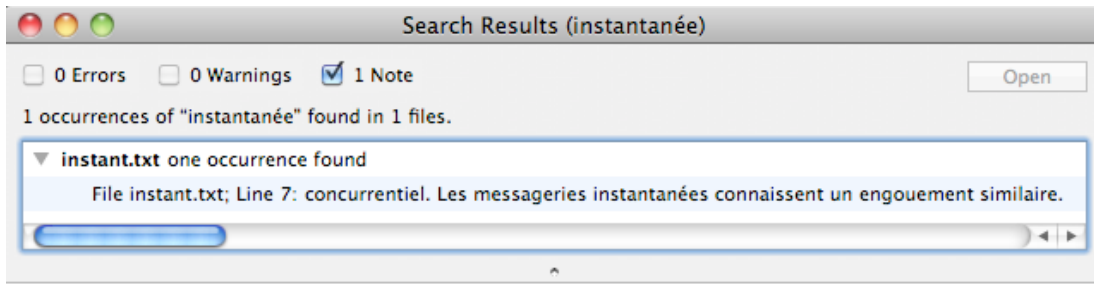 Search Results (instantanée)
0 Errors 0 Warnings 1 Note Open
1 occurrences of “instantanée” found in 1 files.
instant.txt one occurrence found
File instant.txt; Line 7: concurrentiel. Les messageries instantanées connaissent un engouement similaire.